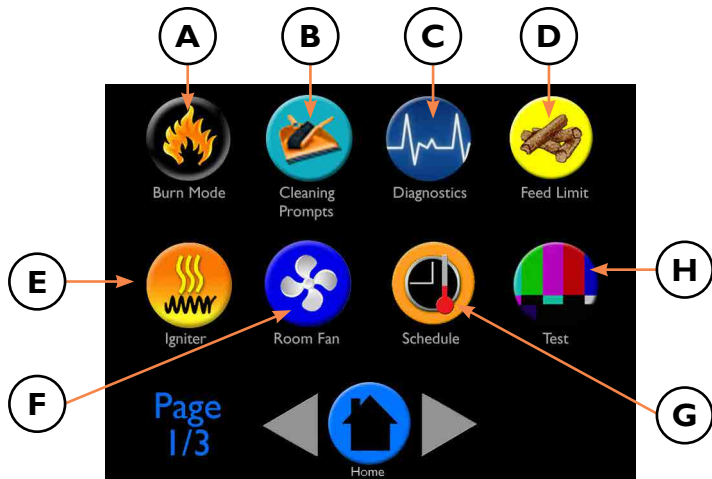 A B C D
Burn Mode Cleaning Prompts Diagnostics Feed Limit
E H
Igniter Room Fan Schedule Test
F G
Page
1/3
Home